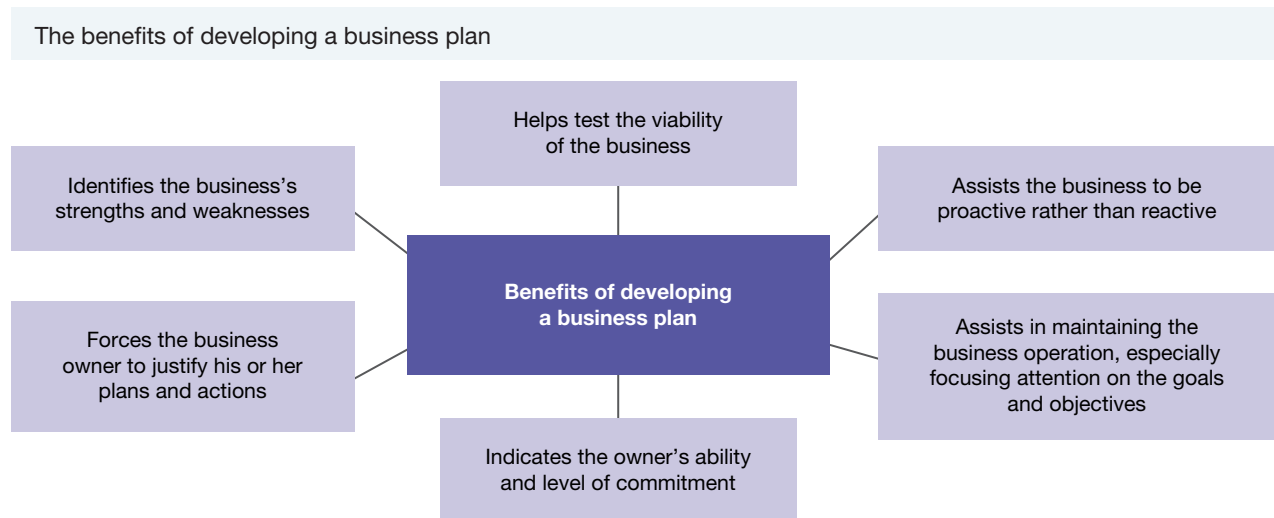 The benefits of developing a business plan
Helps test the viability
of the business
Identifies the business’s
strengths and weaknesses
Assists the business to be
proactive rather than reactive
Benefits of developing
a business plan
Forces the business
owner to justify his or her
plans and actions
Assists in maintaining the
business operation, especially
focusing attention on the goals
and objectives
Indicates the owner’s ability
and level of commitment